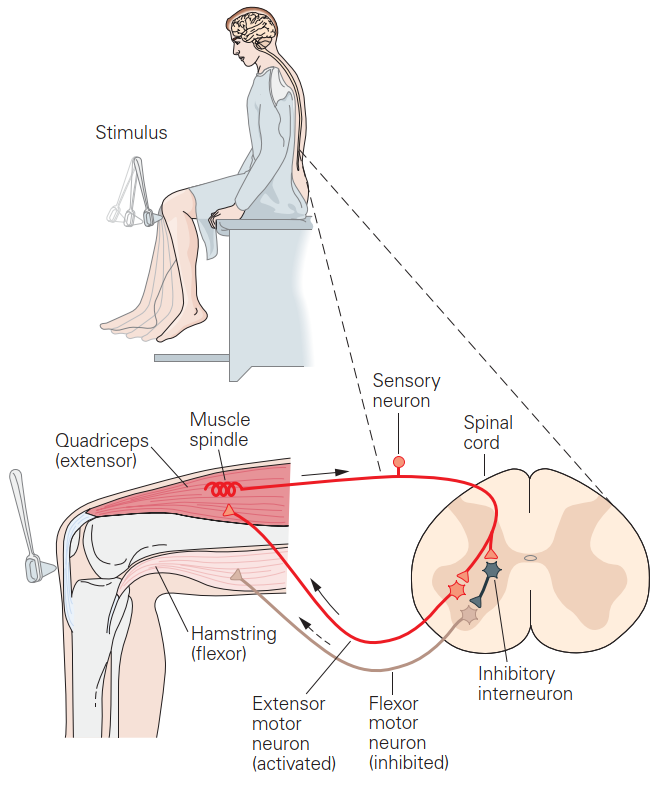 Stimulus
Sensory
neuron
Muscle
spindle
Spinal
cord
Quadriceps
(extensor)
Hamstring
(flexor)
Inhibitory
interneuron
Extensor
motor
neuron
(activated)
Flexor
motor
neuron
(inhibited)